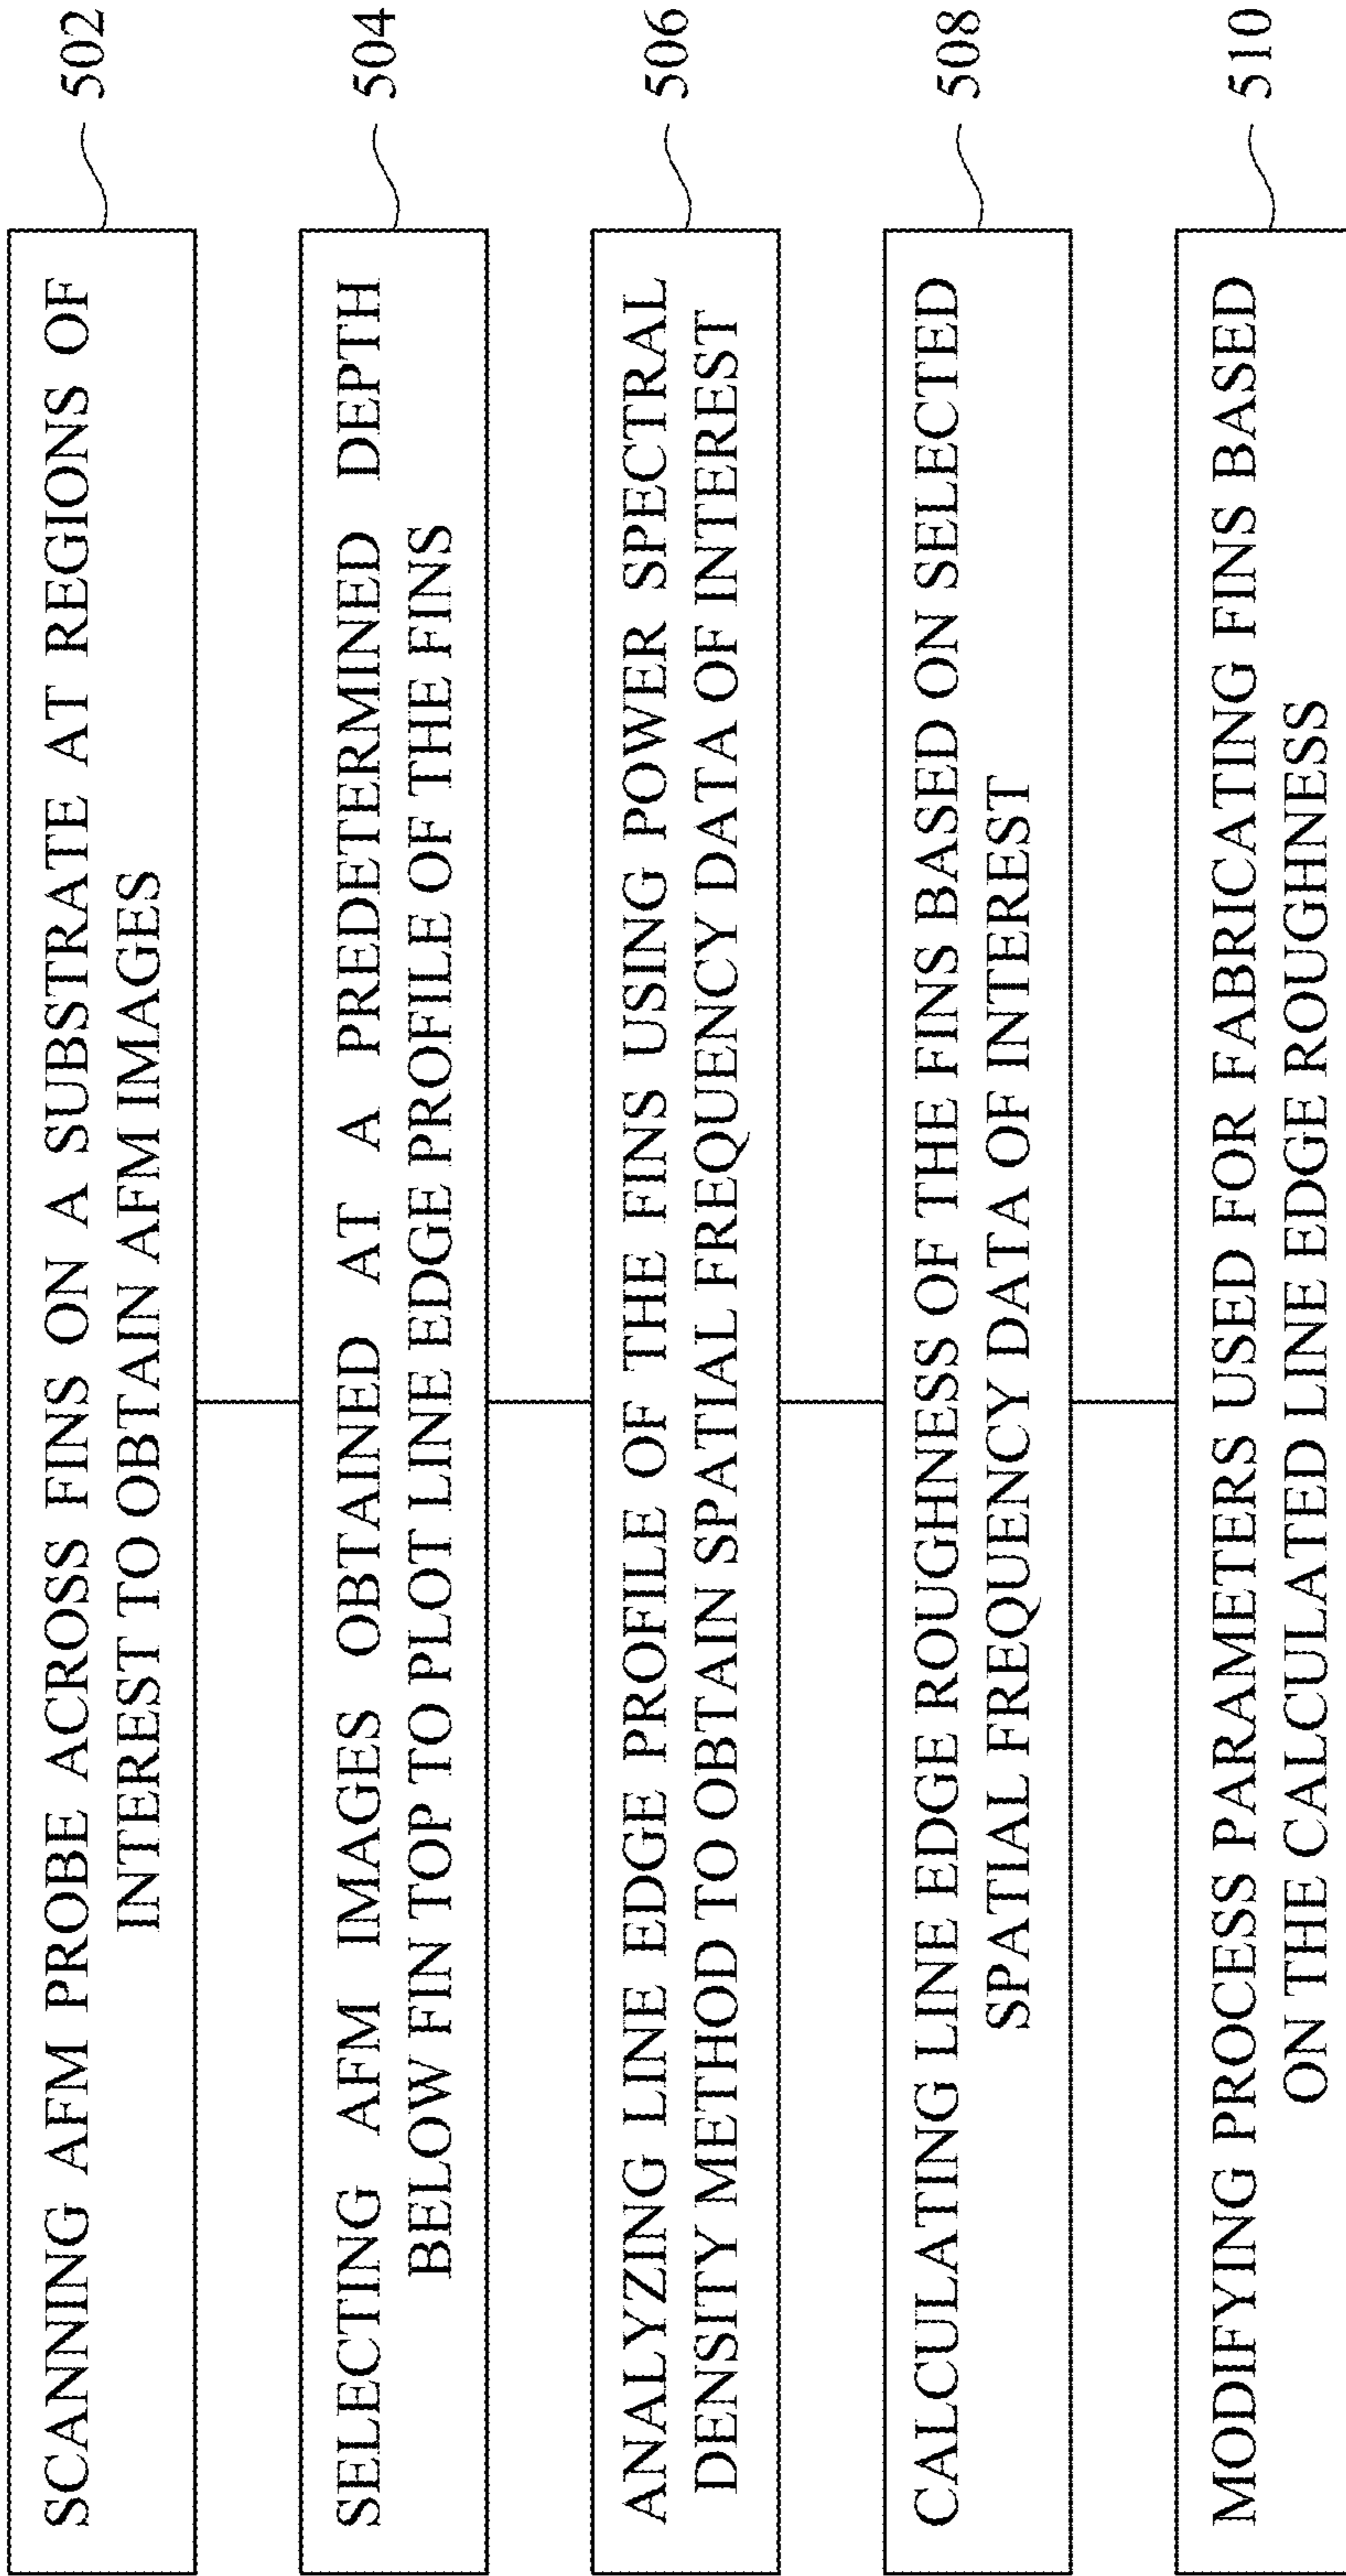 SCANNING AFM PROBE ACROSS FINS ON A SUBSTRATE AT REGIONS OF
INTEREST TO OBTAIN AFM IMAGES
502
SELECTING AFM IMAGES OBTAINED AT A PREDETERMINED DEPTH
BELOW FIN TOP TO PLOT LINE EDGE PROFILE OF THE FINS
504
ANALYZING LINE EDGE PROFILE OF THE FINS USING POWER SPECTRAL
DENSITY METHOD TO OBTAIN SPATIAL FREQUENCY DATA OF INTEREST
506
CALCULATING LINE EDGE ROUGHNESS OF THE FINS BASED ON SELECTED
SPATIAL FREQUENCY DATA OF INTEREST
508
MODIFYING PROCESS PARAMETERS USED FOR FABRICATING FINS BASED
ON THE CALCULATED LINE EDGE ROUGHNESS
510